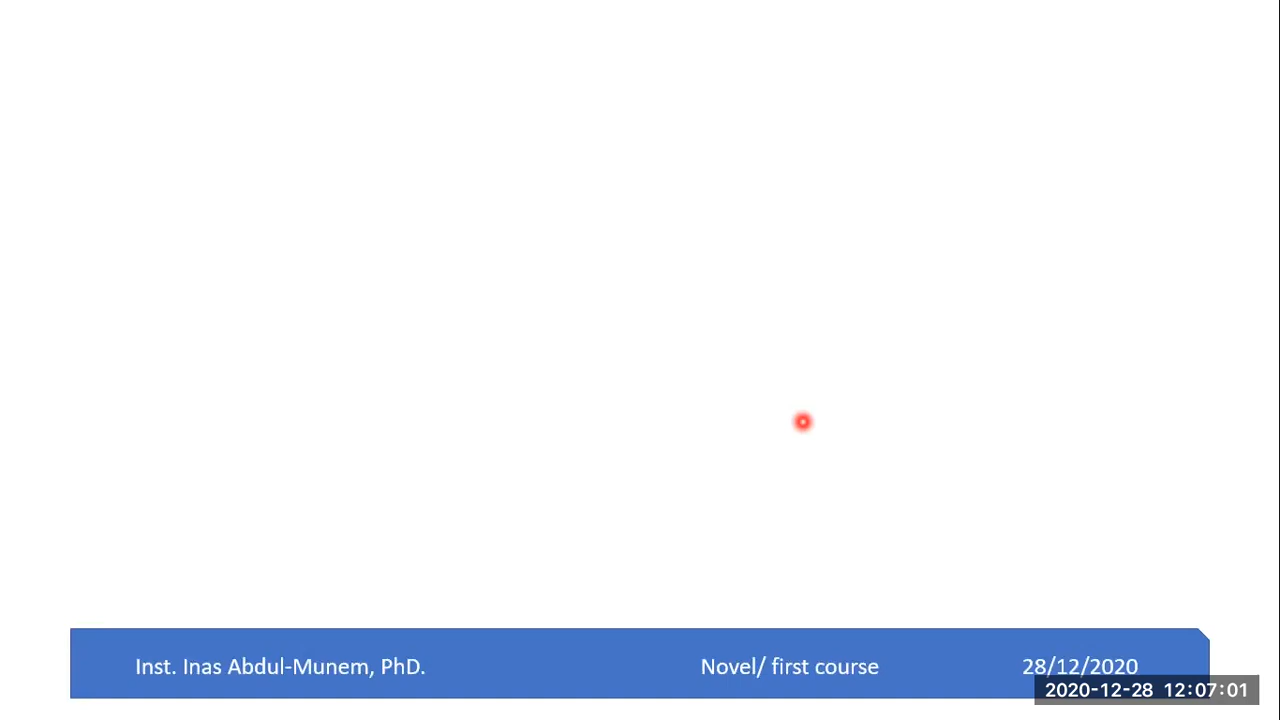 Inst. Inas Abdul-Munem, PhD.
Novel/ first course
28/12/2020
2020-12-28 12:07:01